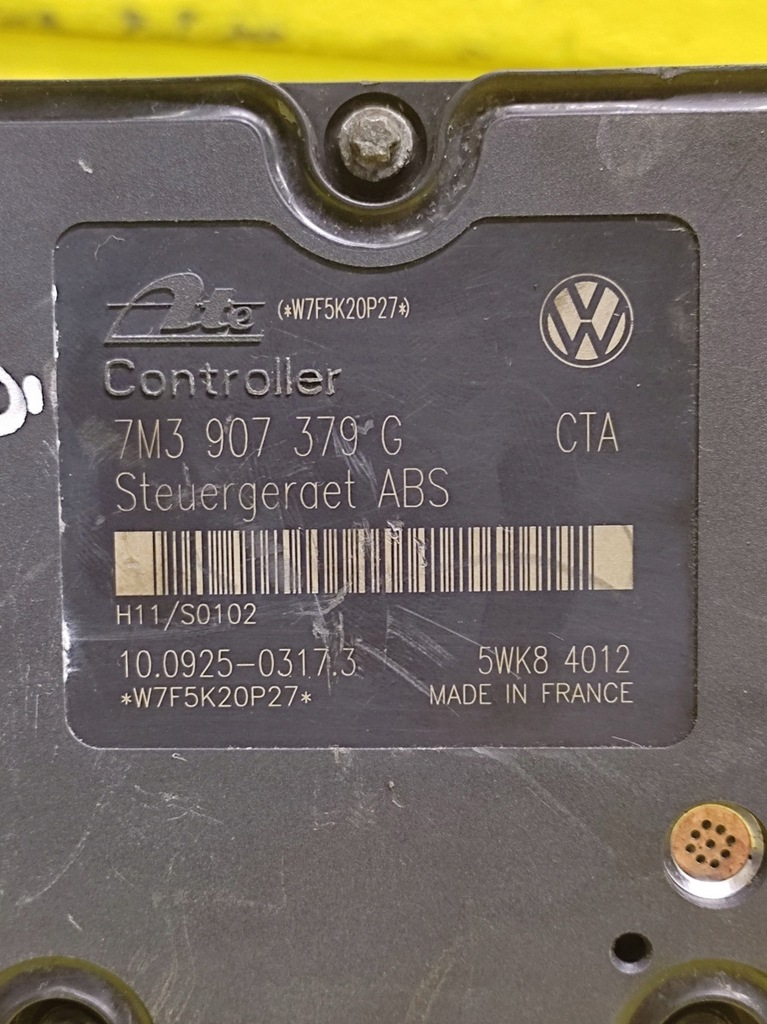 Ate (*W7F5K20P27*)
Controller
7M3 907 379 G CTA
Steuergeraet ABS
H11/S0102
10.0925-0317.3 5WK8 4012
*W7F5K20P27* MADE IN FRANCE